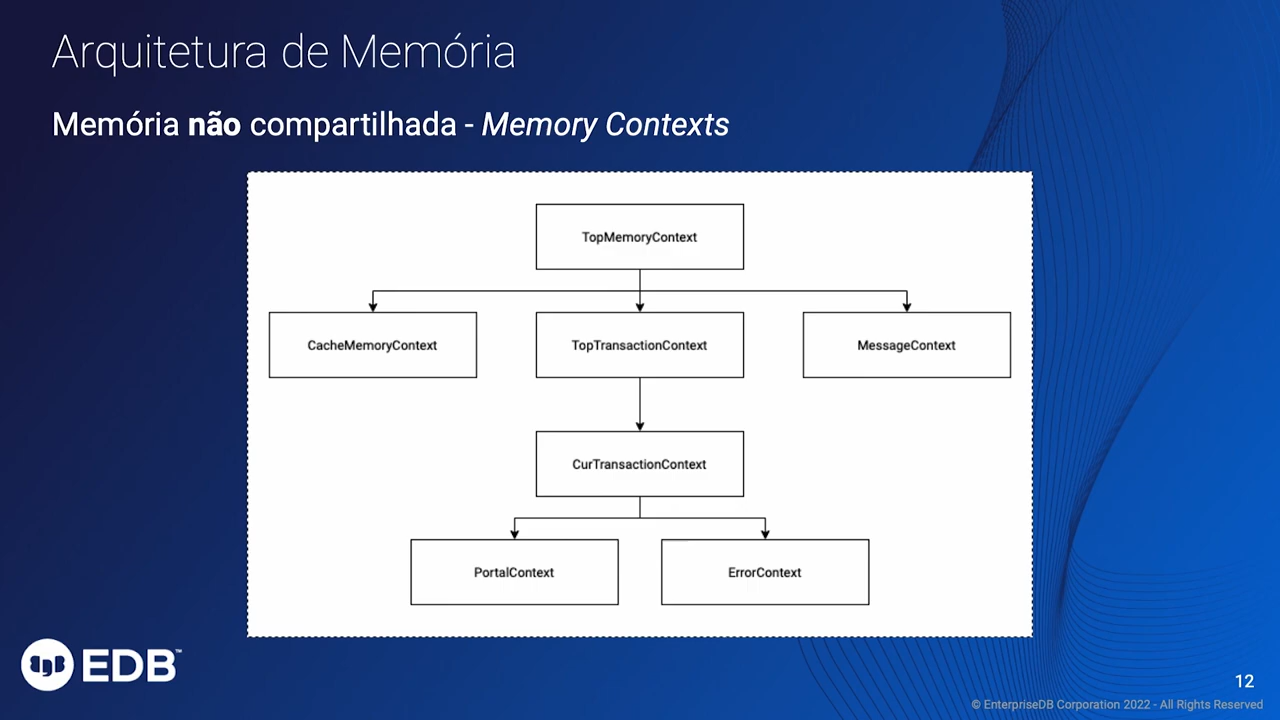 Arquitetura de Memória
Memória não compartilhada - Memory Contexts
TopMemoryContext
CacheMemoryContext
TopTransactionContext
MessageContext
CurTransactionContext
PortalContext
ErrorContext
EDB™
12
© EnterpriseDB Corporation 2022 - All Rights Reserved